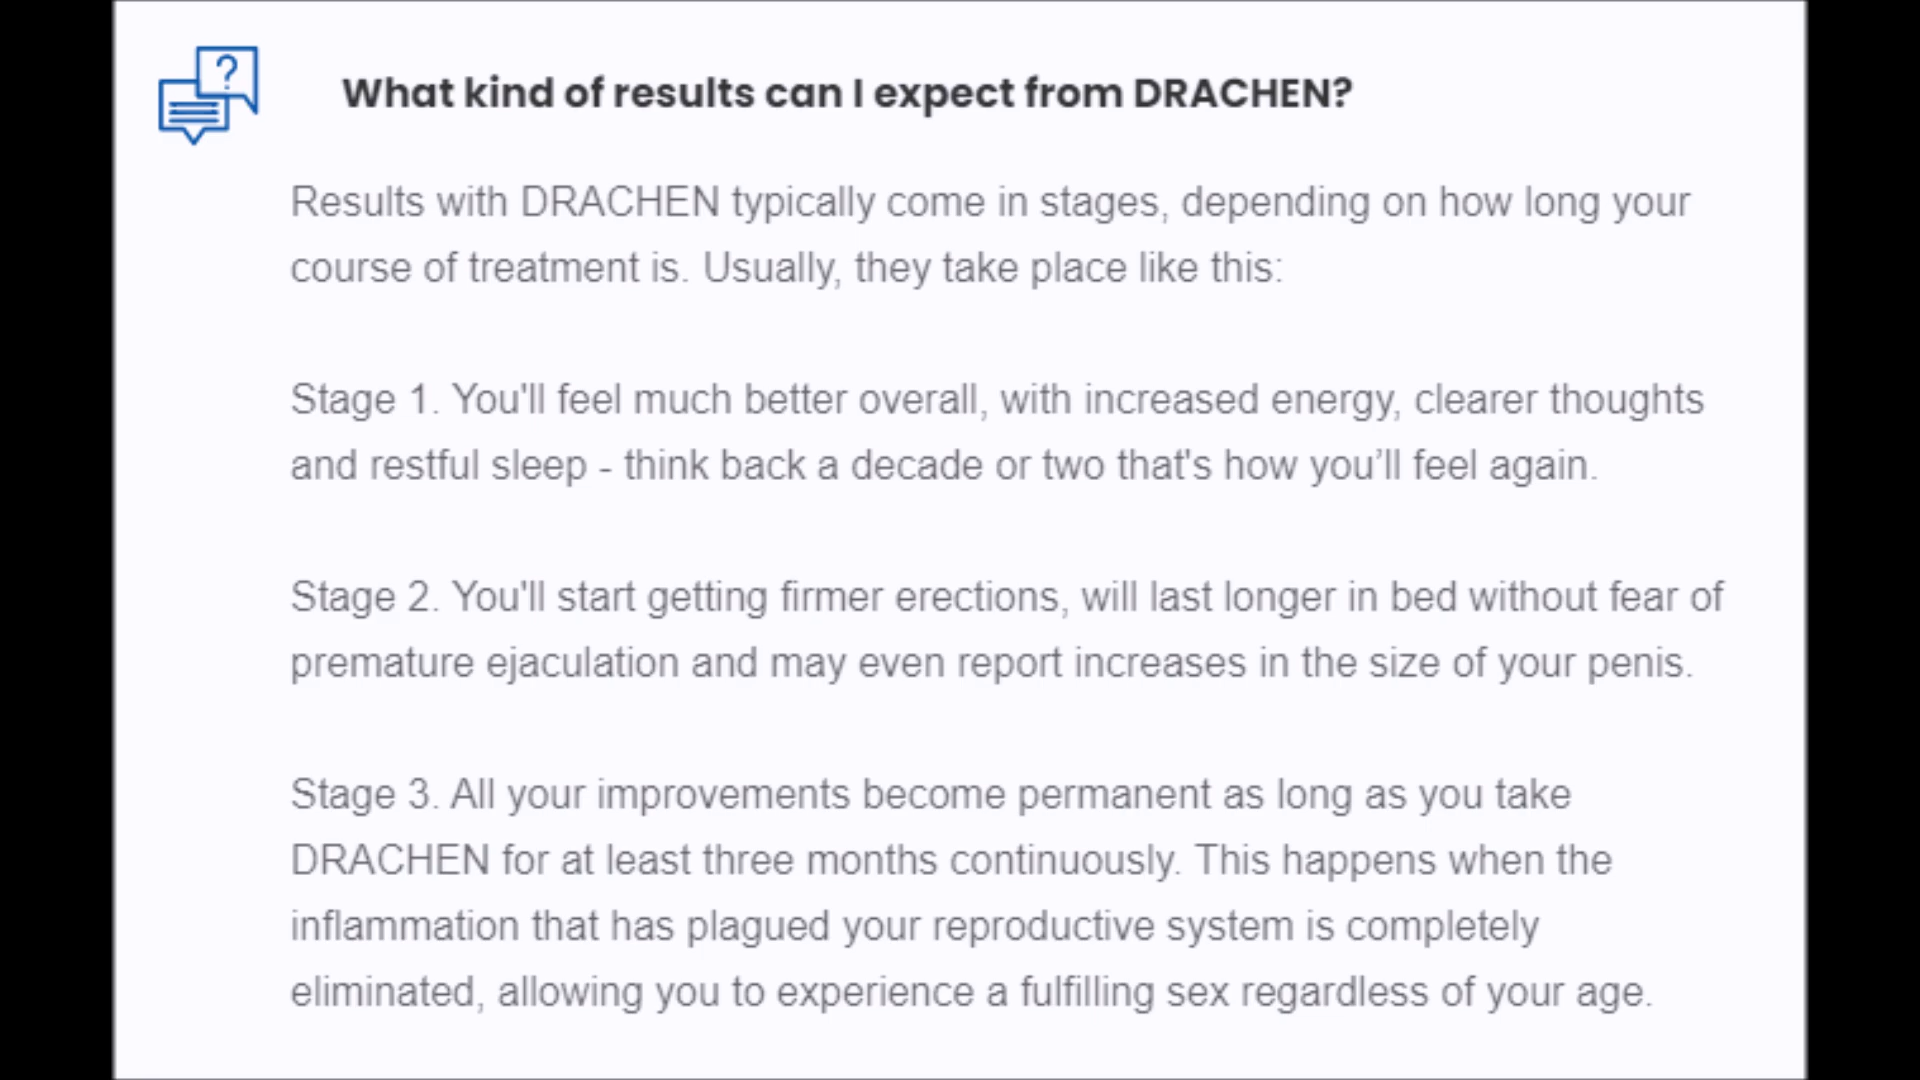 ?
What kind of results can I expect from DRACHEN?
Results with DRACHEN typically come in stages, depending on how long your
course of treatment is. Usually, they take place like this:
Stage 1. You'll feel much better overall, with increased energy, clearer thoughts
and restful sleep - think back a decade or two that's how you’ll feel again.
Stage 2. You'll start getting firmer erections, will last longer in bed without fear of
premature ejaculation and may even report increases in the size of your penis.
Stage 3. All your improvements become permanent as long as you take
DRACHEN for at least three months continuously. This happens when the
inflammation that has plagued your reproductive system is completely
eliminated, allowing you to experience a fulfilling sex regardless of your age.